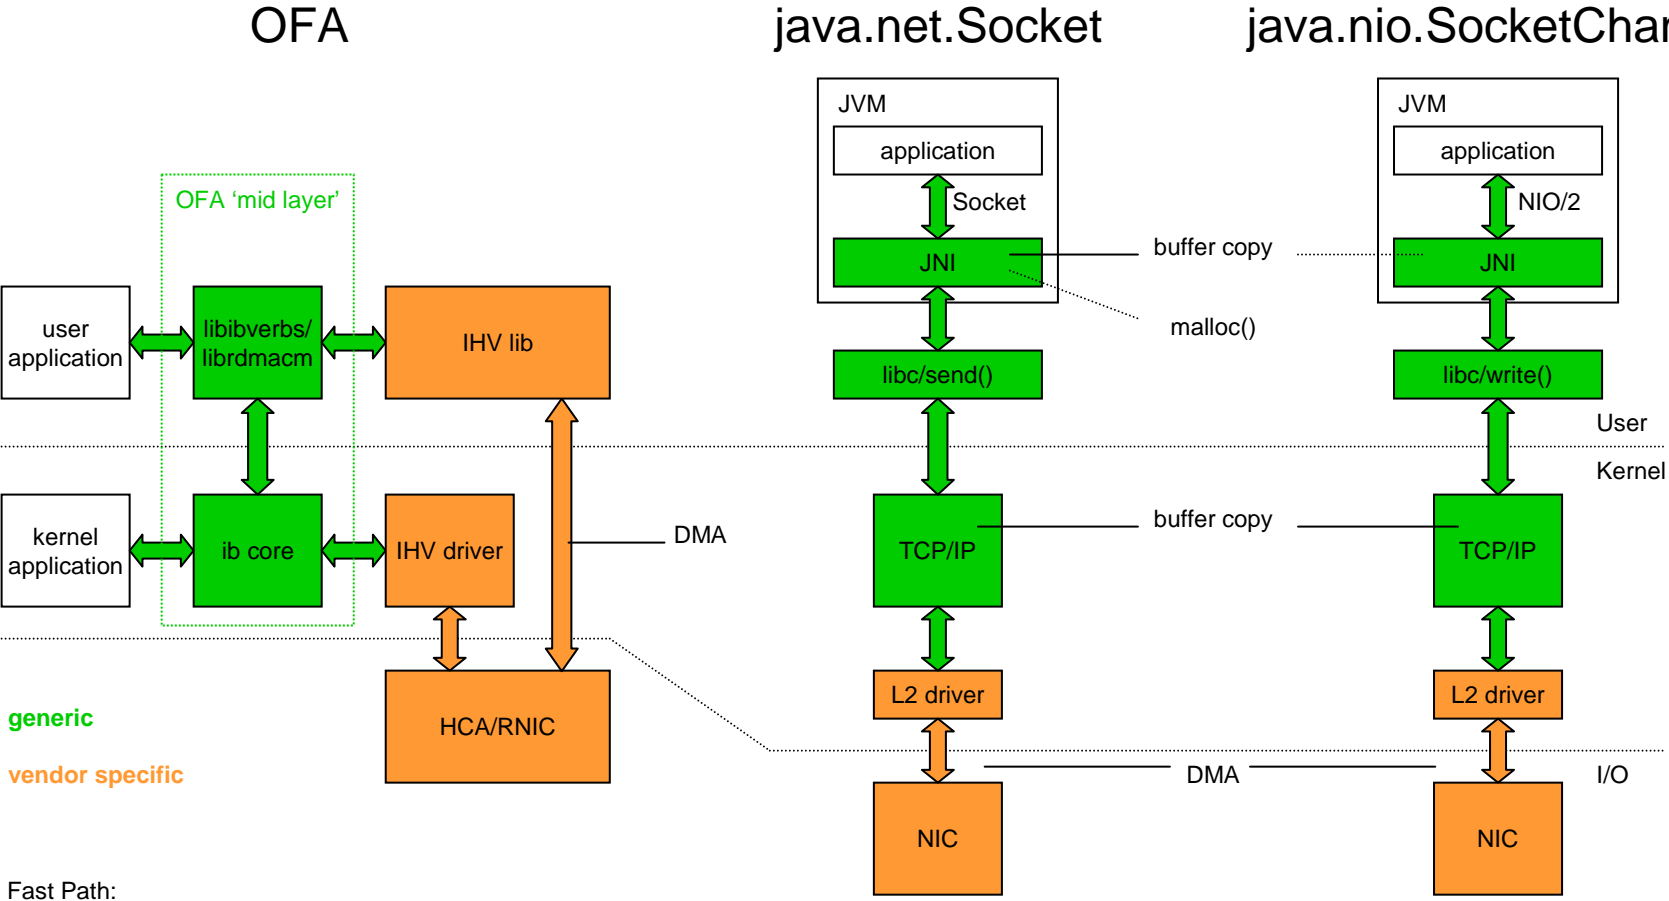 OFA
java.net.Socket
java.nio.SocketChan
JVM
application
Socket
JNI
buffer copy
malloc()
JVM
application
NIO/2
JNI
OFA ‘mid layer’
user
application
libibverbs/
librdmacm
IHV lib
libc/send()
libc/write()
User
Kernel
kernel
application
ib core
IHV driver
DMA
TCP/IP
buffer copy
TCP/IP
generic
vendor specific
HCA/RNIC
L2 driver
L2 driver
DMA
I/O
NIC
NIC
Fast Path: